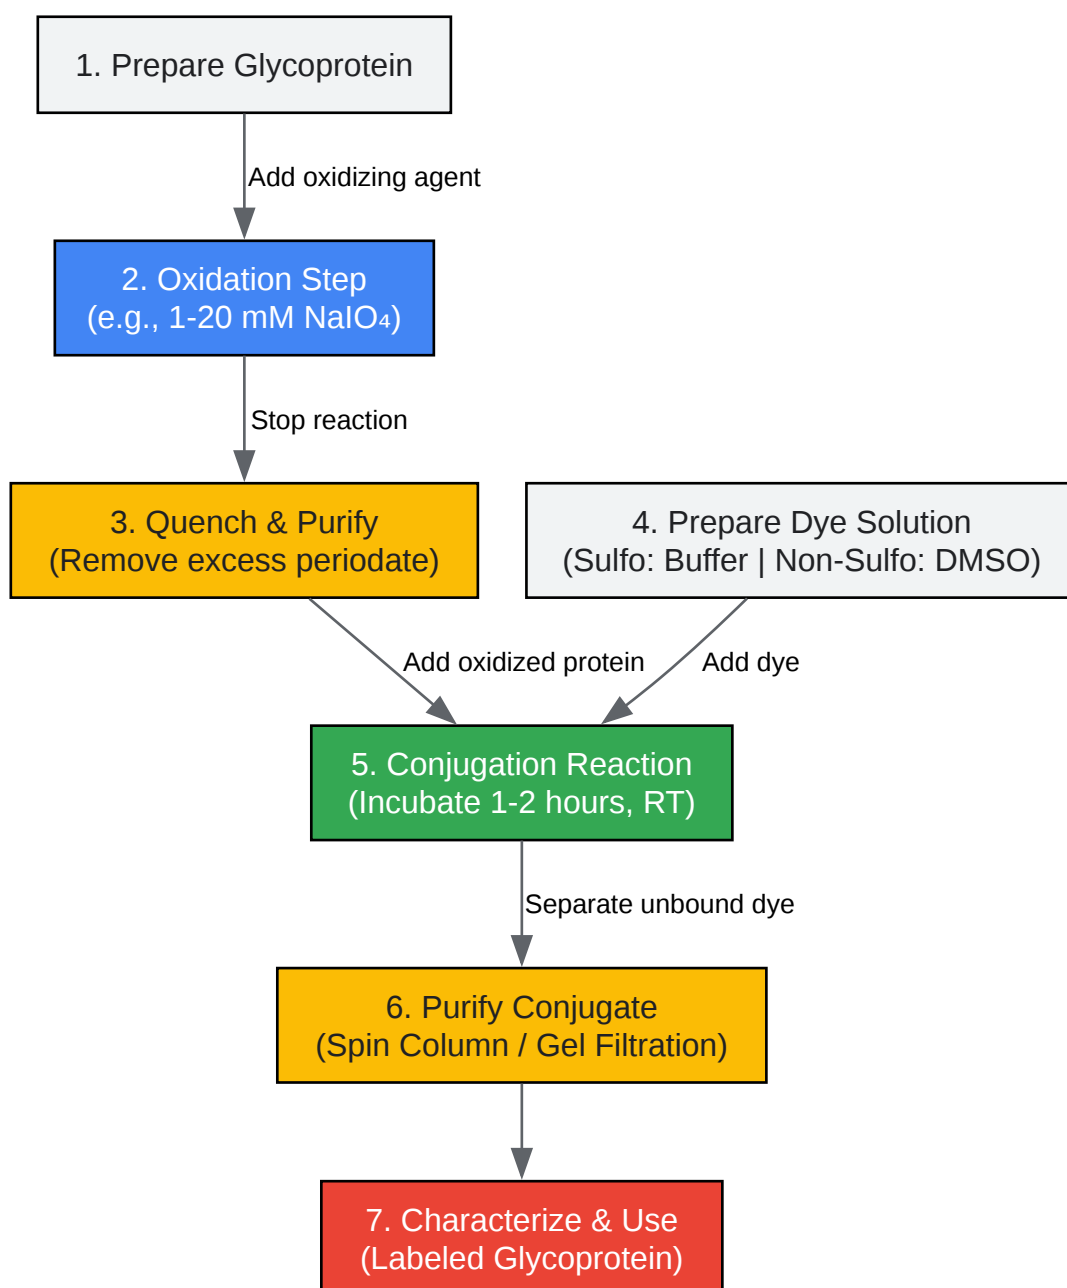 1. Prepare Glycoprotein
Add oxidizing agent
2. Oxidation Step
(e.g., 1-20 mM NaIO₄)
Stop reaction
3. Quench & Purify
(Remove excess periodate)
4. Prepare Dye Solution
(Sulfo: Buffer | Non-Sulfo: DMSO)
Add oxidized protein
Add dye
5. Conjugation Reaction
(Incubate 1-2 hours, RT)
Separate unbound dye
6. Purify Conjugate
(Spin Column / Gel Filtration)
7. Characterize & Use
(Labeled Glycoprotein)